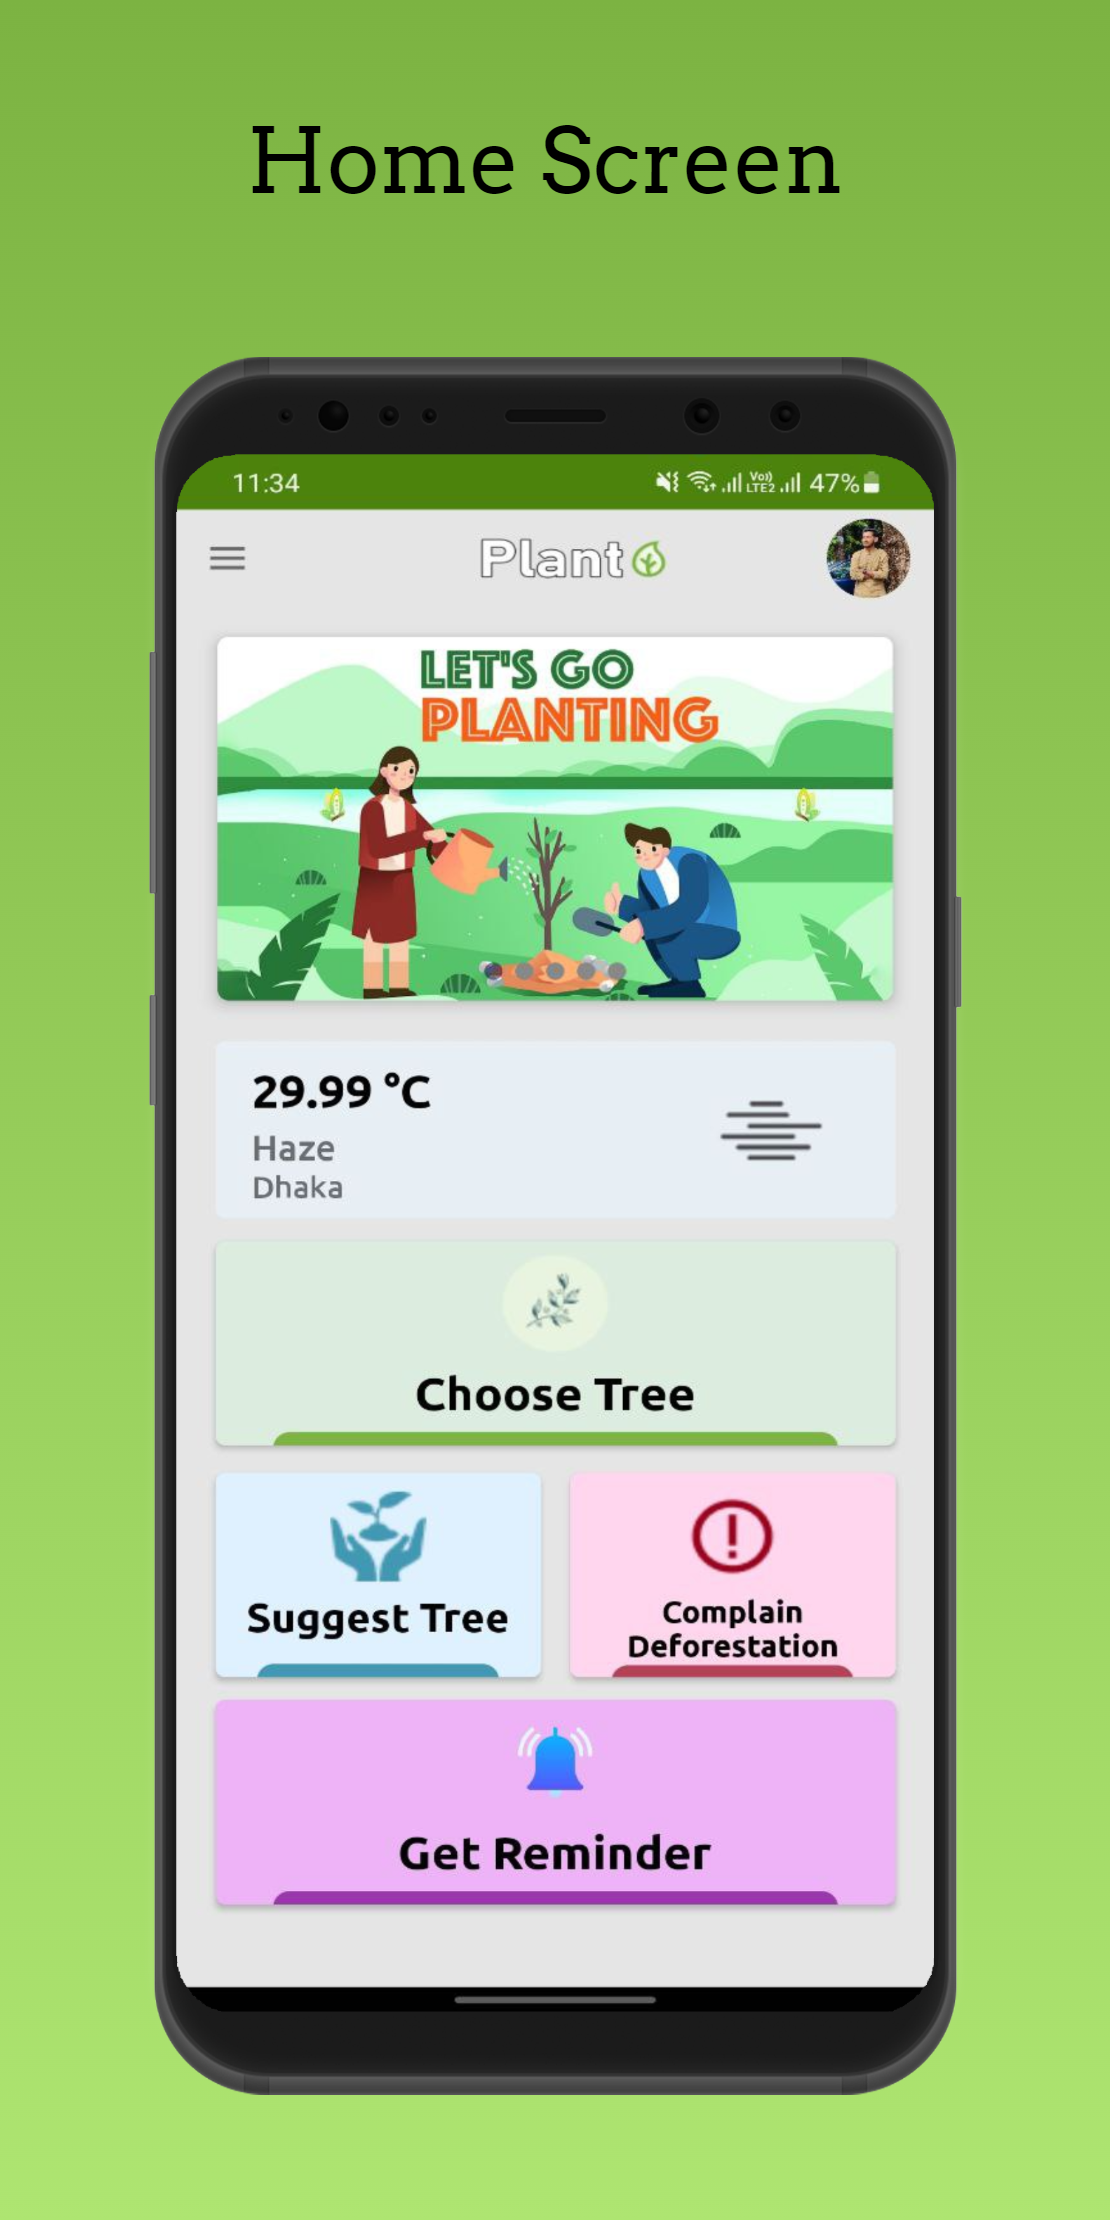 Home Screen
11:34
Vo)) LTE2 47%
Plant
LET'S GO
PLANTING
29.99 °C
Haze
Dhaka
Choose Tree
Suggest Tree
Complain
Deforestation
Get Reminder